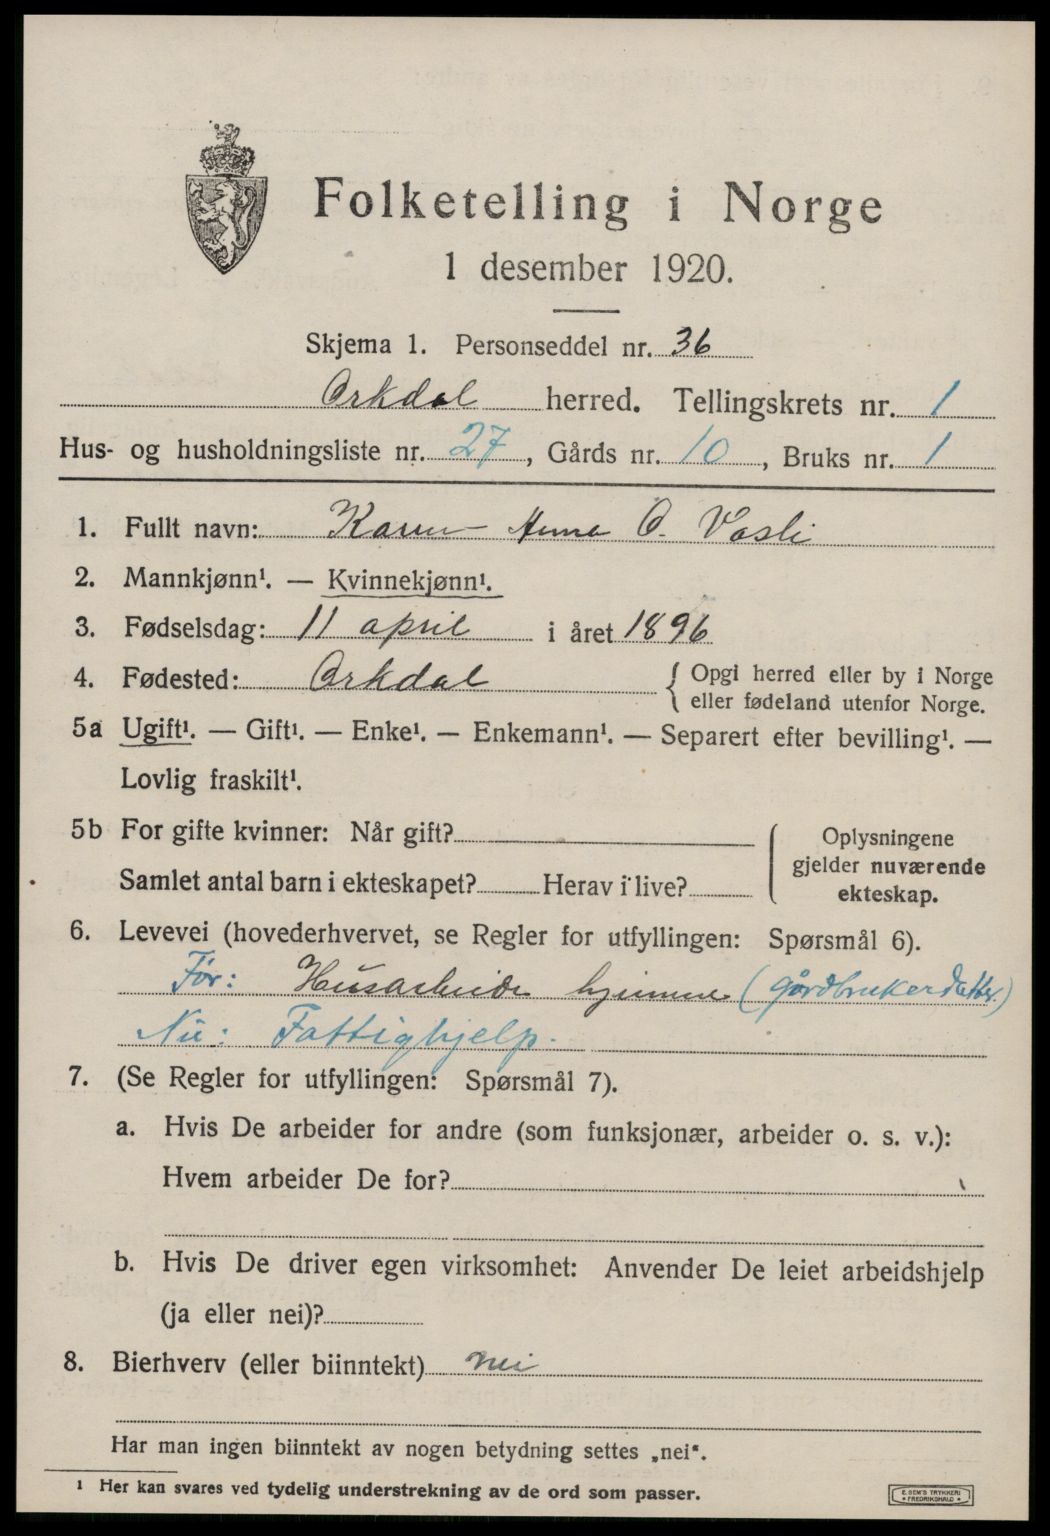 Folketelling i Norge
1 desember 1920.
Skjema 1. Personseddel nr. 36
Orkdal herred. Tellingskrets nr. 1
Hus- og husholdningsliste nr. 27, Gårds nr. 10, Bruks nr. 1
1. Fullt navn: Karen Anna O. Vasli
2. Mannkjønn¹. — Kvinnekjønn¹.
3. Fødselsdag: 11 april i året 1896
4. Fødested: Orkdal { Opgi herred eller by i Norge
eller fødeland utenfor Norge.
5a Ugift¹. — Gift¹. — Enke¹. — Enkemann¹. — Separert efter bevilling¹. —
Lovlig fraskilt¹.
5b For gifte kvinner: Når gift?
Samlet antal barn i ekteskapet? Herav i live?
Oplysningene
gjelder nuværende
ekteskap.
6. Levevei (hovederhvervet, se Regler for utfyllingen: Spørsmål 6).
Før: Husarbeide hjemme (gårdbrukerdatter.)
Nu: Fattighjelp.
7. (Se Regler for utfyllingen: Spørsmål 7).
a. Hvis De arbeider for andre (som funksjonær, arbeider o. s. v.):
Hvem arbeider De for?
b. Hvis De driver egen virksomhet: Anvender De leiet arbeidshjelp
(ja eller nei)?
8. Bierhverv (eller biinntekt) nei
Har man ingen biinntekt av nogen betydning settes „nei“.
¹ Her kan svares ved tydelig understrekning av de ord som passer.
E. SEM'S TRYKKERI
FREDRIKSHALD